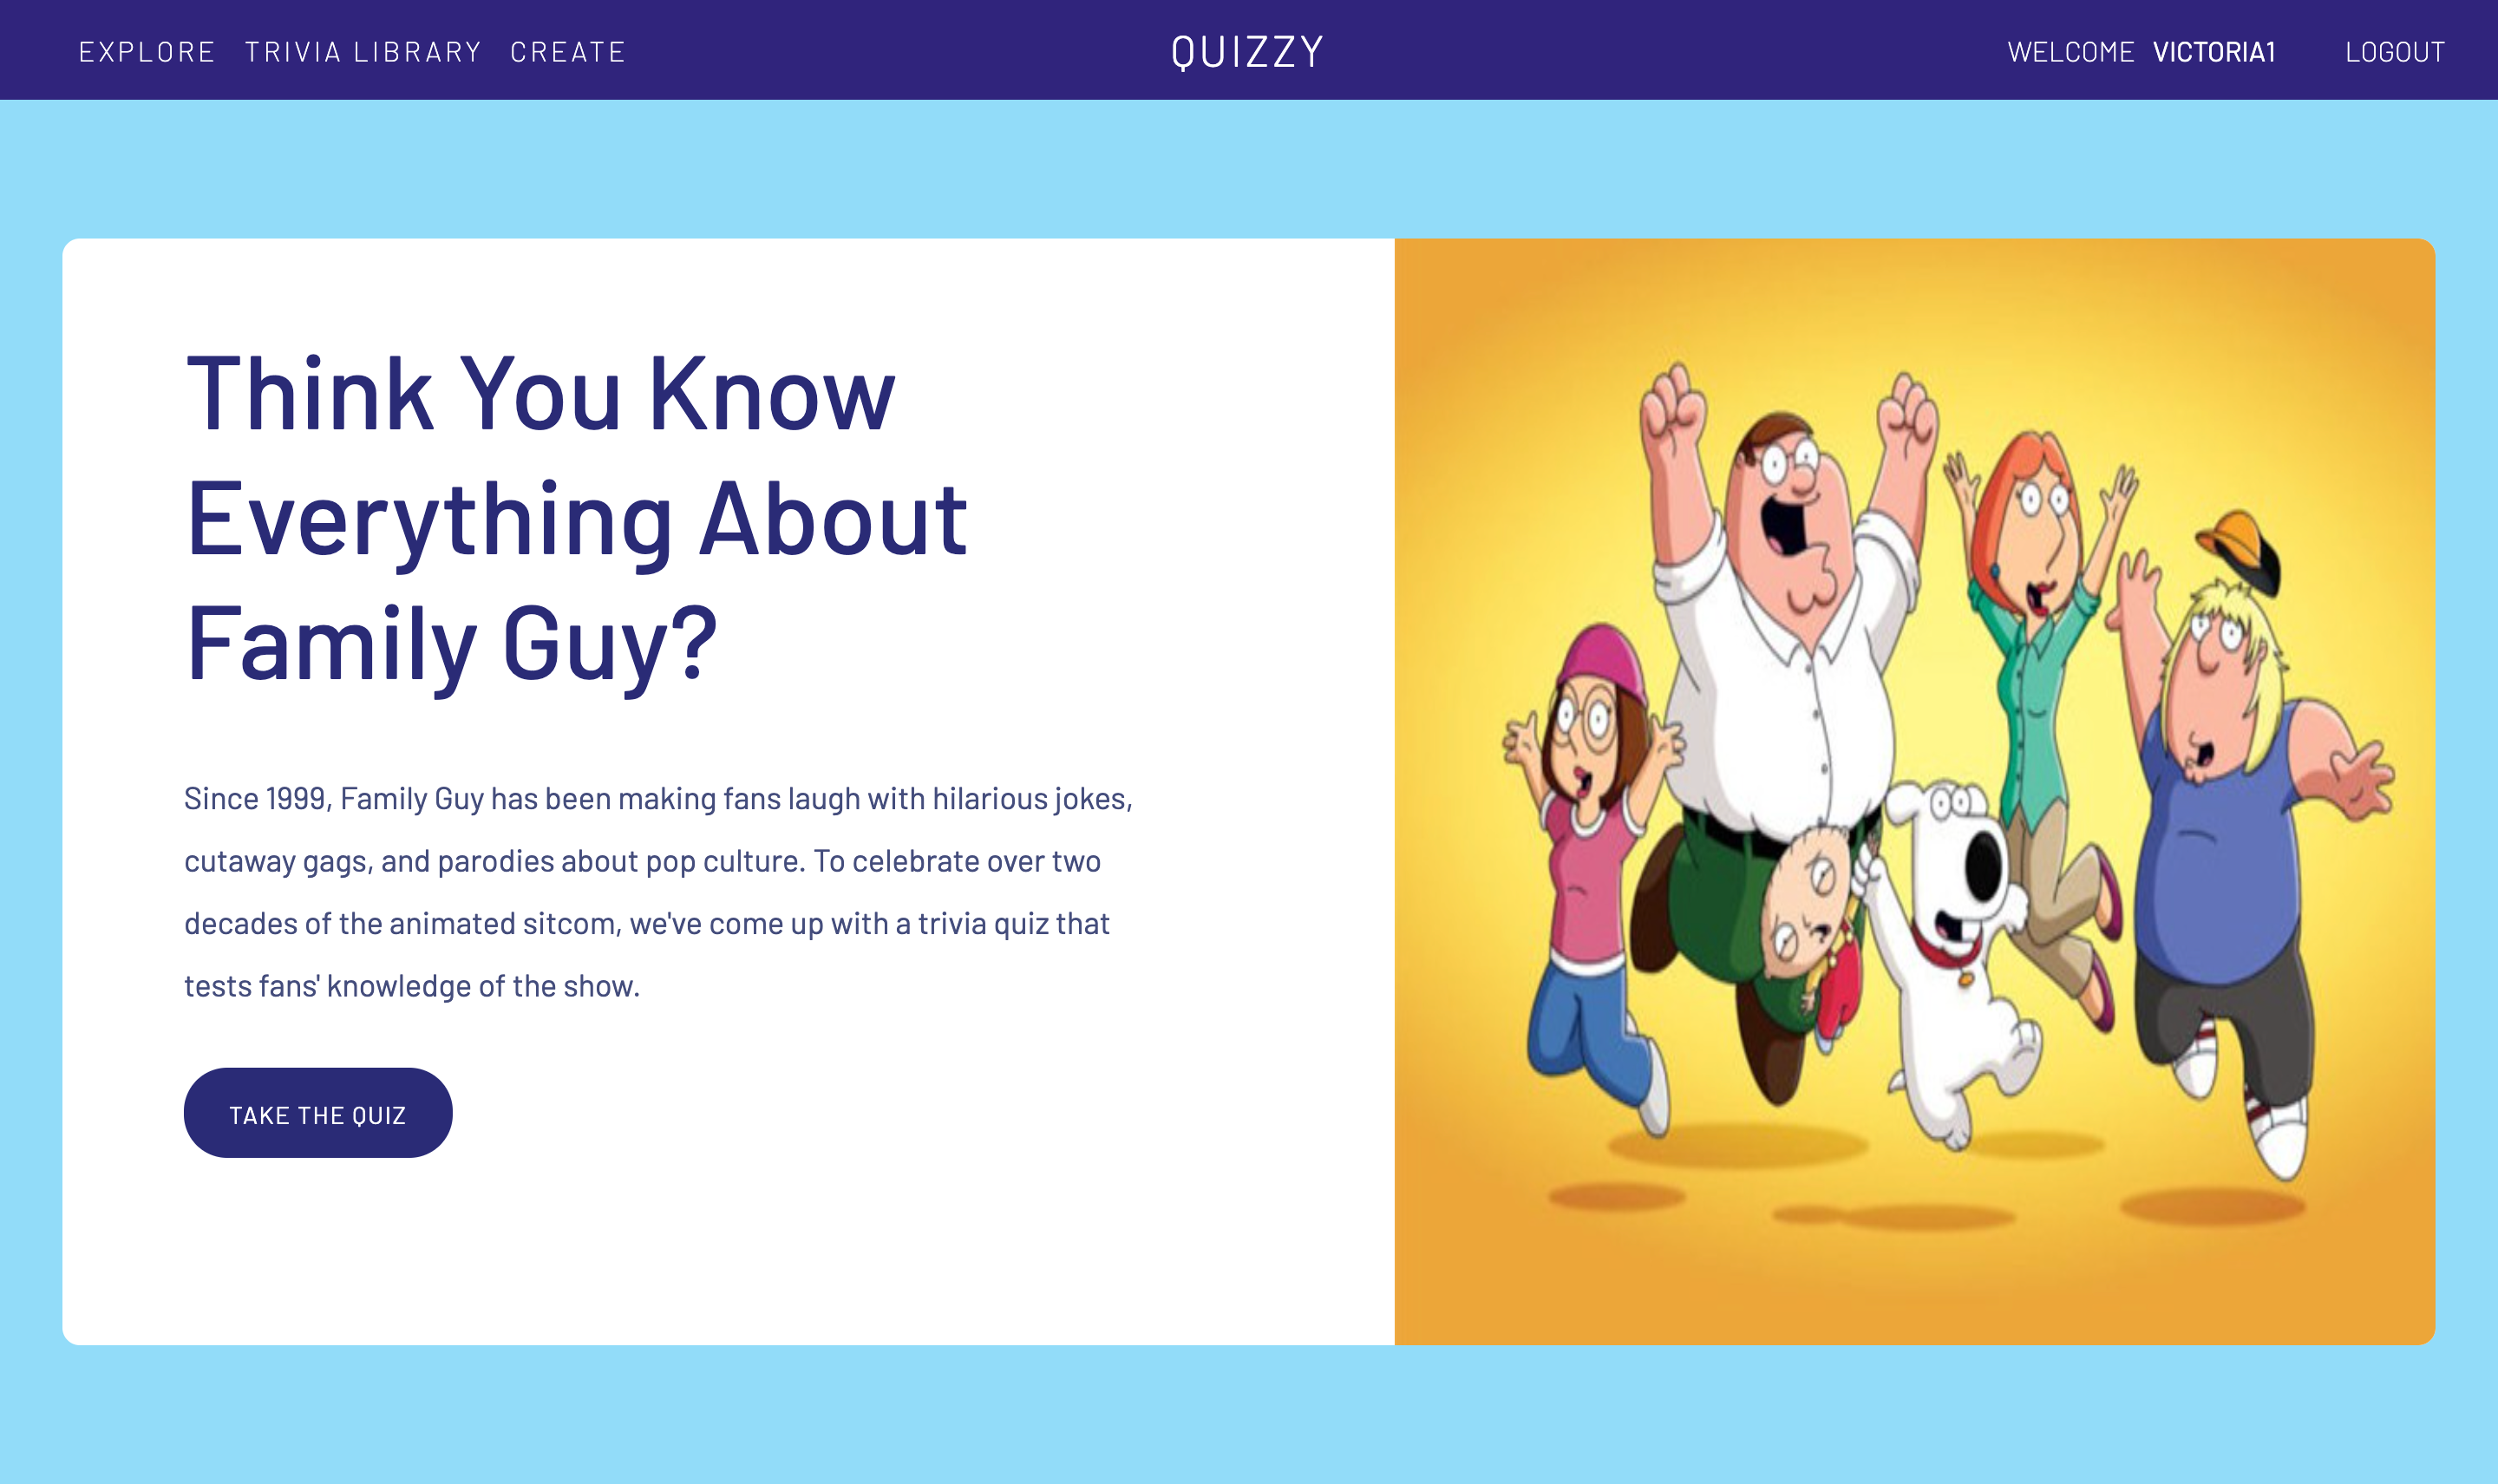 EXPLORE TRIVIA LIBRARY CREATE QUIZZY WELCOME VICTORIA1 LOGOUT
Think You Know
Everything About
Family Guy?
Since 1999, Family Guy has been making fans laugh with hilarious jokes,
cutaway gags, and parodies about pop culture. To celebrate over two
decades of the animated sitcom, we've come up with a trivia quiz that
tests fans' knowledge of the show.
TAKE THE QUIZ